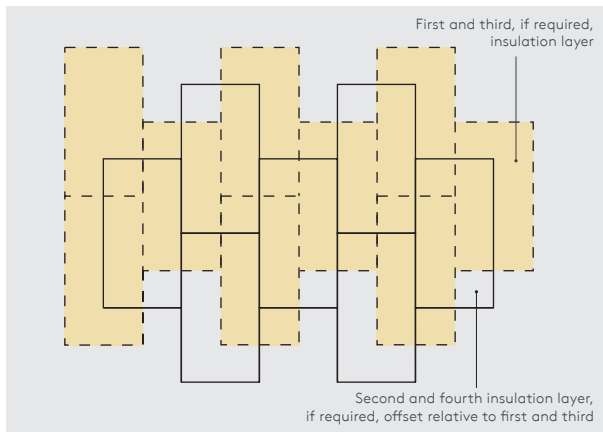 First and third, if required,
insulation layer
Second and fourth insulation layer,
if required, offset relative to first and third